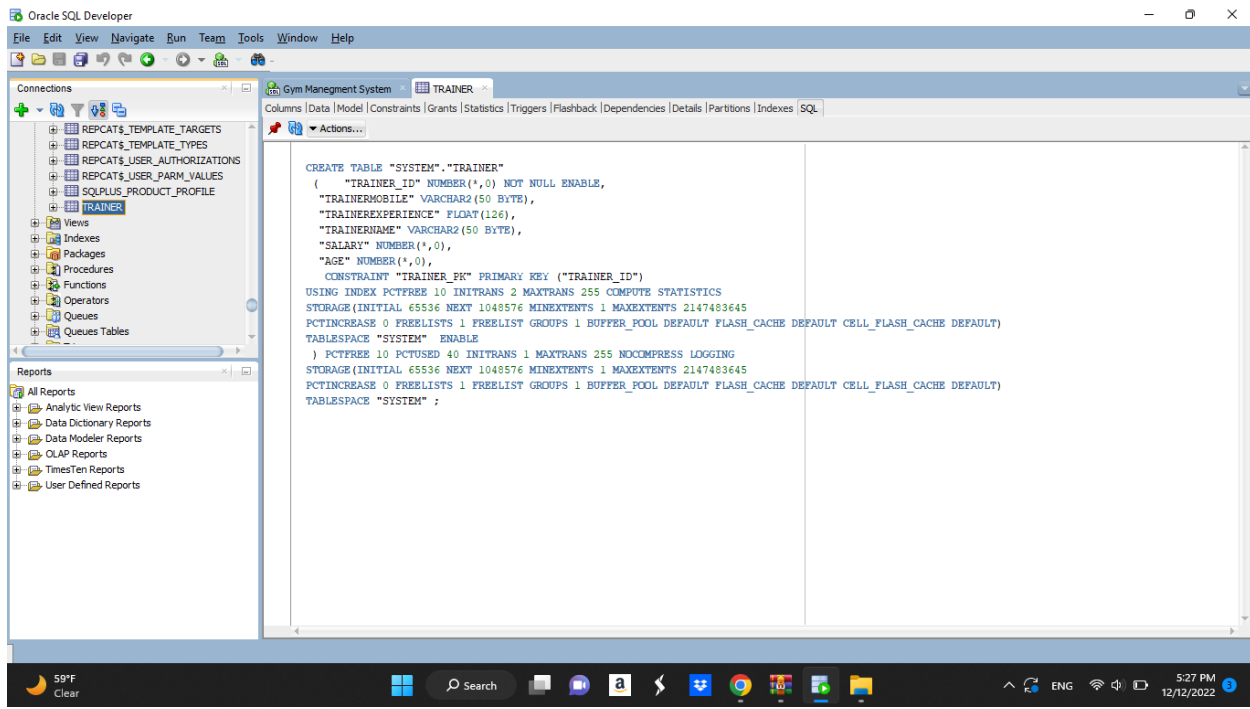 Oracle SQL Developer
File Edit View Navigate Run Team Tools Window Help
Connections
REPCAT$_TEMPLATE_TARGETS
REPCAT$_TEMPLATE_TYPES
REPCAT$_USER_AUTHORIZATIONS
REPCAT$_USER_PARM_VALUES
SQLPLUS_PRODUCT_PROFILE
TRAINER
Views
Indexes
Packages
Procedures
Functions
Operators
Queues
Queues Tables
Reports
All Reports
Analytic View Reports
Data Dictionary Reports
Data Modeler Reports
OLAP Reports
TimesTen Reports
User Defined Reports
Gym Manegment System TRAINER
Columns |Data |Model |Constraints |Grants |Statistics |Triggers |Flashback |Dependencies |Details |Partitions |Indexes |SQL
Actions...
CREATE TABLE "SYSTEM"."TRAINER"
( "TRAINER_ID" NUMBER(*,0) NOT NULL ENABLE,
"TRAINERMOBILE" VARCHAR2(50 BYTE),
"TRAINEREXPERIENCE" FLOAT(126),
"TRAINERNAME" VARCHAR2(50 BYTE),
"SALARY" NUMBER(*,0),
"AGE" NUMBER(*,0),
CONSTRAINT "TRAINER_PK" PRIMARY KEY ("TRAINER_ID")
USING INDEX PCTFREE 10 INITRANS 2 MAXTRANS 255 COMPUTE STATISTICS
STORAGE(INITIAL 65536 NEXT 1048576 MINEXTENTS 1 MAXEXTENTS 2147483645
PCTINCREASE 0 FREELISTS 1 FREELIST GROUPS 1 BUFFER_POOL DEFAULT FLASH_CACHE DEFAULT CELL_FLASH_CACHE DEFAULT)
TABLESPACE "SYSTEM" ENABLE
) PCTFREE 10 PCTUSED 40 INITRANS 1 MAXTRANS 255 NOCOMPRESS LOGGING
STORAGE(INITIAL 65536 NEXT 1048576 MINEXTENTS 1 MAXEXTENTS 2147483645
PCTINCREASE 0 FREELISTS 1 FREELIST GROUPS 1 BUFFER_POOL DEFAULT FLASH_CACHE DEFAULT CELL_FLASH_CACHE DEFAULT)
TABLESPACE "SYSTEM" ;
59°F
Clear
Search
ENG
5:27 PM
12/12/2022
3